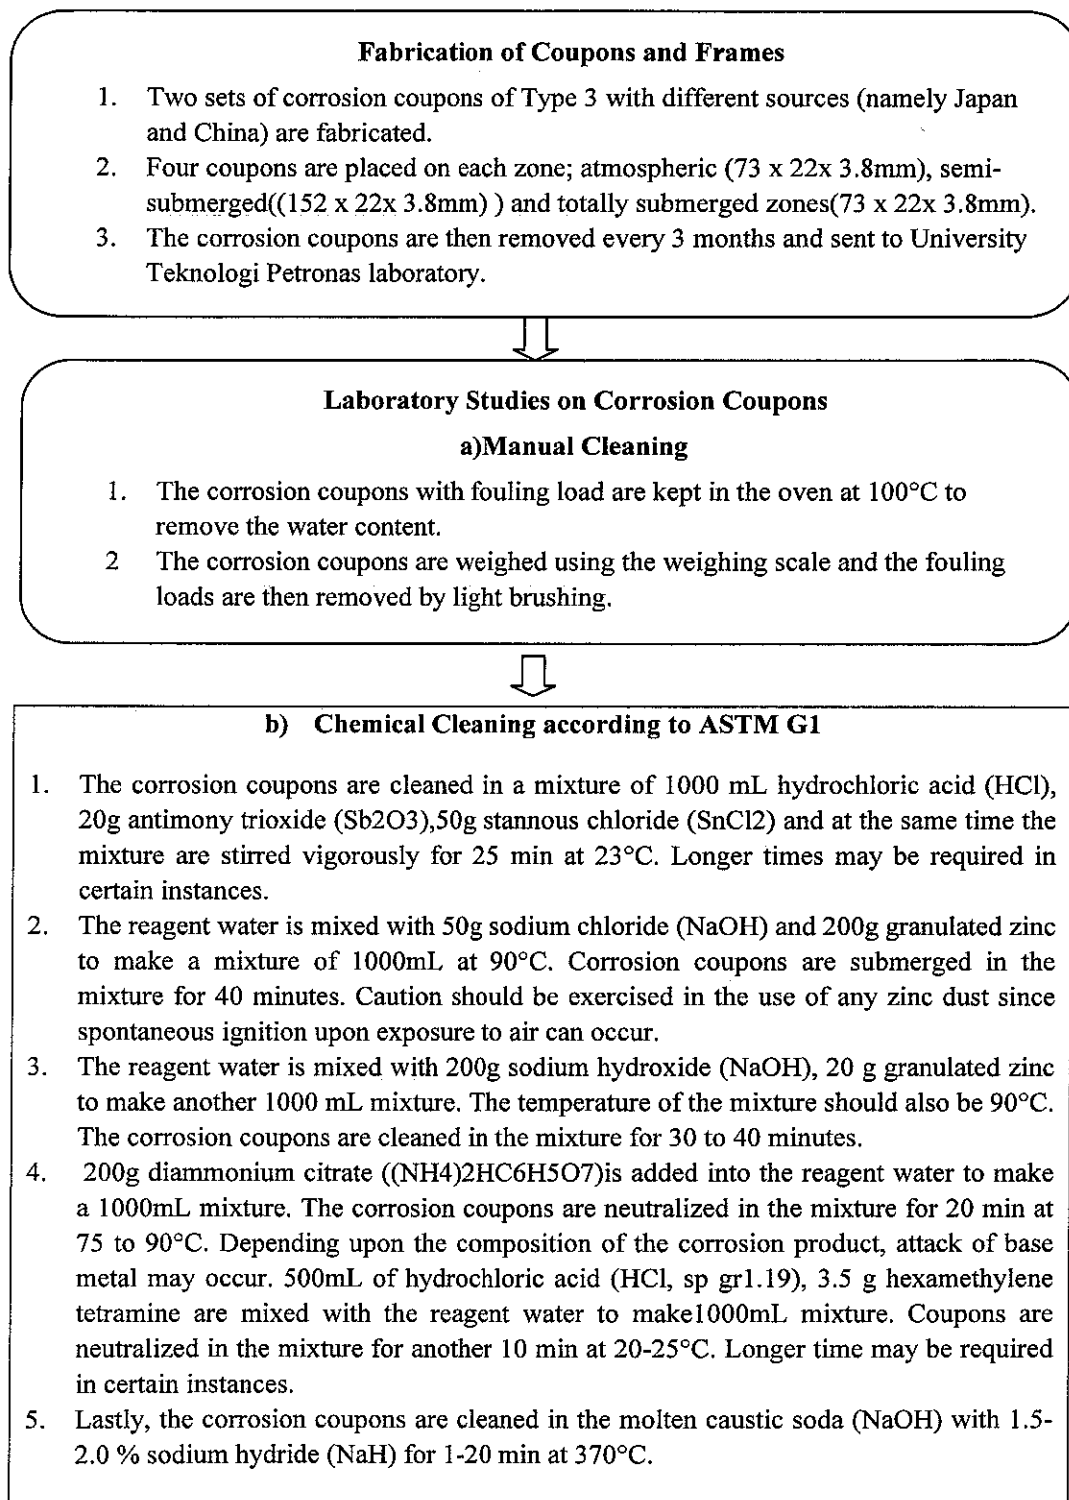 Fabrication of Coupons and Frames
1. Two sets of corrosion coupons of Type 3 with different sources (namely Japan
and China) are fabricated.
2. Four coupons are placed on each zone; atmospheric (73 x 22x 3.8mm), semi-
submerged((152 x 22x 3.8mm) ) and totally submerged zones(73 x 22x 3.8mm).
3. The corrosion coupons are then removed every 3 months and sent to University
Teknologi Petronas laboratory.
Laboratory Studies on Corrosion Coupons
a)Manual Cleaning
1. The corrosion coupons with fouling load are kept in the oven at 100°C to
remove the water content.
2 The corrosion coupons are weighed using the weighing scale and the fouling
loads are then removed by light brushing.
b) Chemical Cleaning according to ASTM G1
1. The corrosion coupons are cleaned in a mixture of 1000 mL hydrochloric acid (HCl),
20g antimony trioxide (Sb2O3),50g stannous chloride (SnCl2) and at the same time the
mixture are stirred vigorously for 25 min at 23°C. Longer times may be required in
certain instances.
2. The reagent water is mixed with 50g sodium chloride (NaOH) and 200g granulated zinc
to make a mixture of 1000mL at 90°C. Corrosion coupons are submerged in the
mixture for 40 minutes. Caution should be exercised in the use of any zinc dust since
spontaneous ignition upon exposure to air can occur.
3. The reagent water is mixed with 200g sodium hydroxide (NaOH), 20 g granulated zinc
to make another 1000 mL mixture. The temperature of the mixture should also be 90°C.
The corrosion coupons are cleaned in the mixture for 30 to 40 minutes.
4. 200g diammonium citrate ((NH4)2HC6H5O7)is added into the reagent water to make
a 1000mL mixture. The corrosion coupons are neutralized in the mixture for 20 min at
75 to 90°C. Depending upon the composition of the corrosion product, attack of base
metal may occur. 500mL of hydrochloric acid (HCl, sp gr1.19), 3.5 g hexamethylene
tetramine are mixed with the reagent water to make1000mL mixture. Coupons are
neutralized in the mixture for another 10 min at 20-25°C. Longer time may be required
in certain instances.
5. Lastly, the corrosion coupons are cleaned in the molten caustic soda (NaOH) with 1.5-
2.0 % sodium hydride (NaH) for 1-20 min at 370°C.